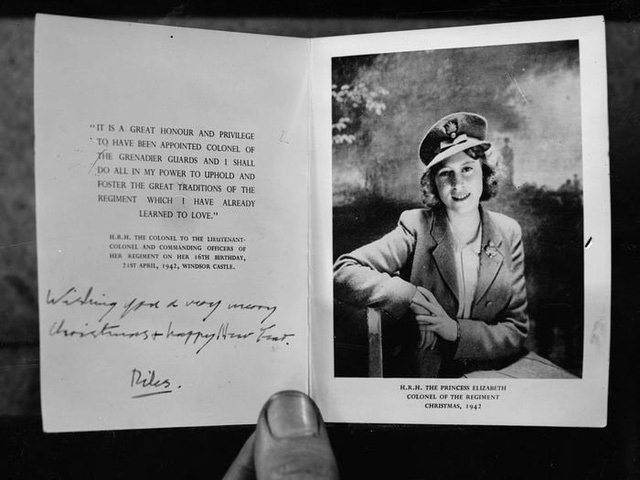 "IT IS A GREAT HONOUR AND PRIVILEGE
TO HAVE BEEN APPOINTED COLONEL OF
THE GRENADIER GUARDS AND I SHALL
DO ALL IN MY POWER TO UPHOLD AND
FOSTER THE GREAT TRADITIONS OF THE
REGIMENT WHICH I HAVE ALREADY
LEARNED TO LOVE."
H.R.H. THE COLONEL TO THE LIEUTENANT-
COLONEL AND COMMANDING OFFICERS OF
HER REGIMENT ON HER 16TH BIRTHDAY,
21ST APRIL, 1942, WINDSOR CASTLE.
Wishing you a very merry
Christmas + happy New Year.
H.R.H. THE PRINCESS ELIZABETH
COLONEL OF THE REGIMENT
CHRISTMAS, 1942